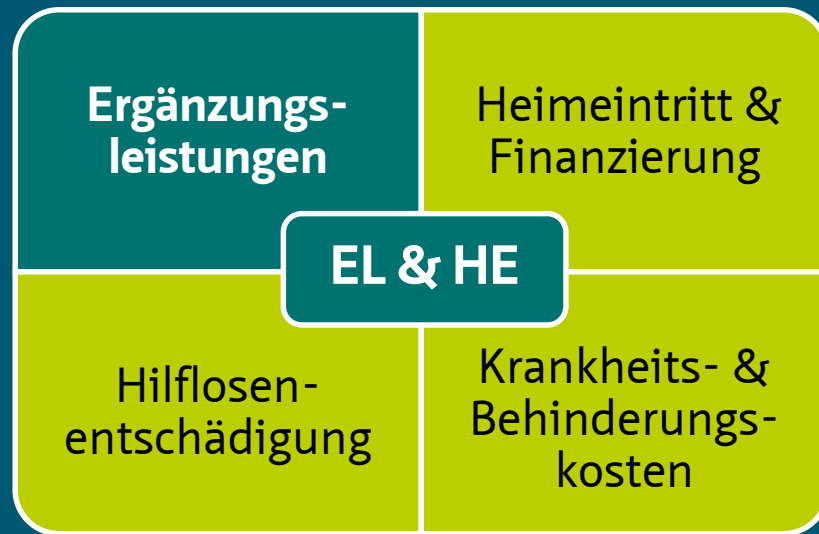 Ergänzungs-
leistungen
Heimeintritt &
Finanzierung
EL & HE
Hilflosen-
entschädigung
Krankheits- &
Behinderungs-
kosten